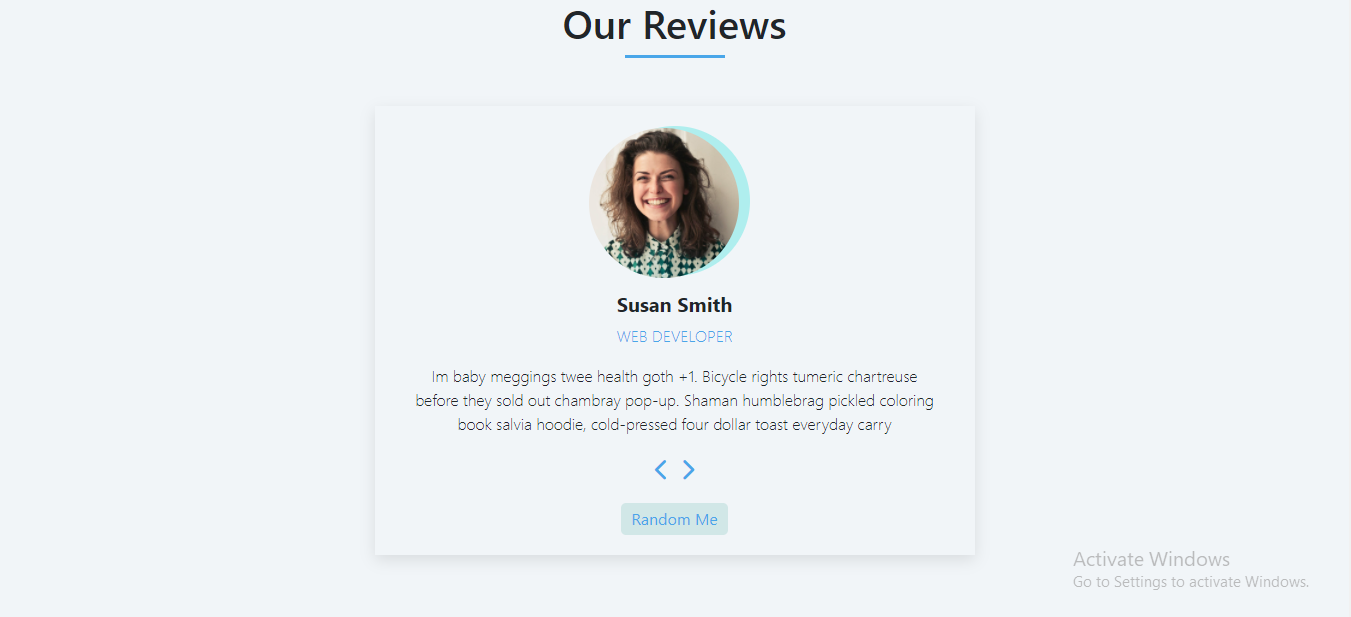 Our Reviews
Susan Smith
WEB DEVELOPER
Im baby meggings twee health goth +1. Bicycle rights tumeric chartreuse
before they sold out chambray pop-up. Shaman humblebrag pickled coloring
book salvia hoodie, cold-pressed four dollar toast everyday carry
Random Me
Activate Windows
Go to Settings to activate Windows.